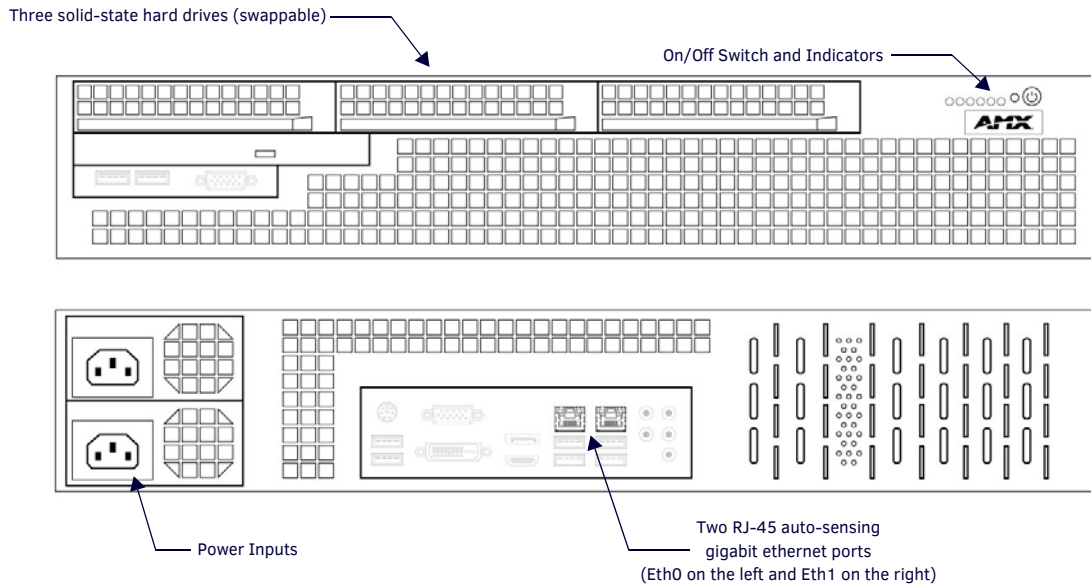 Three solid-state hard drives (swappable)
On/Off Switch and Indicators
AMX
Power Inputs
Two RJ-45 auto-sensing
gigabit ethernet ports
(Eth0 on the left and Eth1 on the right)